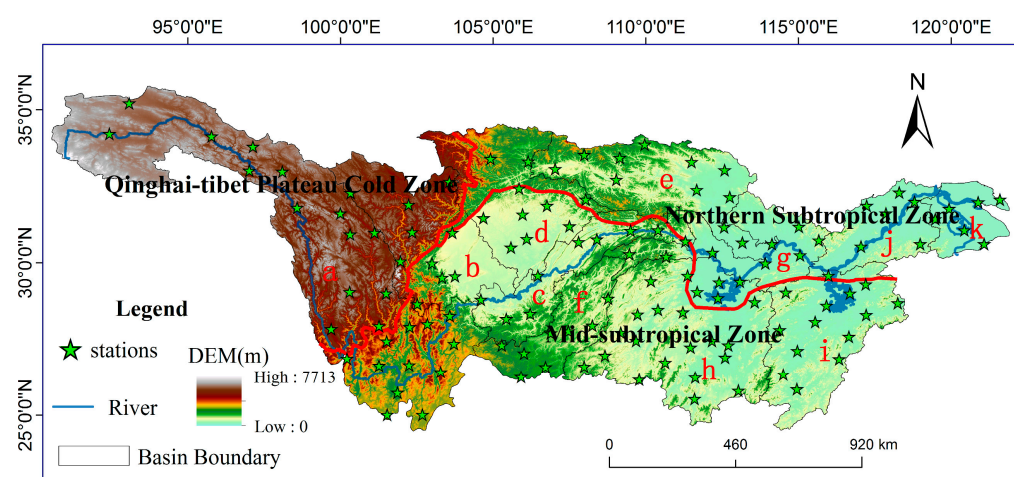 95°0'0"E 100°0'0"E 105°0'0"E 110°0'0"E 115°0'0"E 120°0'0"E
35°0'0"N
30°0'0"N
25°0'0"N
N
Qinghai-tibet Plateau Cold Zone
e
Northern Subtropical Zone
d
k
j
g
a
b
c
f
Mid-subtropical Zone
i
h
Legend
stations
River
Basin Boundary
DEM(m)
High : 7713
Low : 0
0 460 920 km